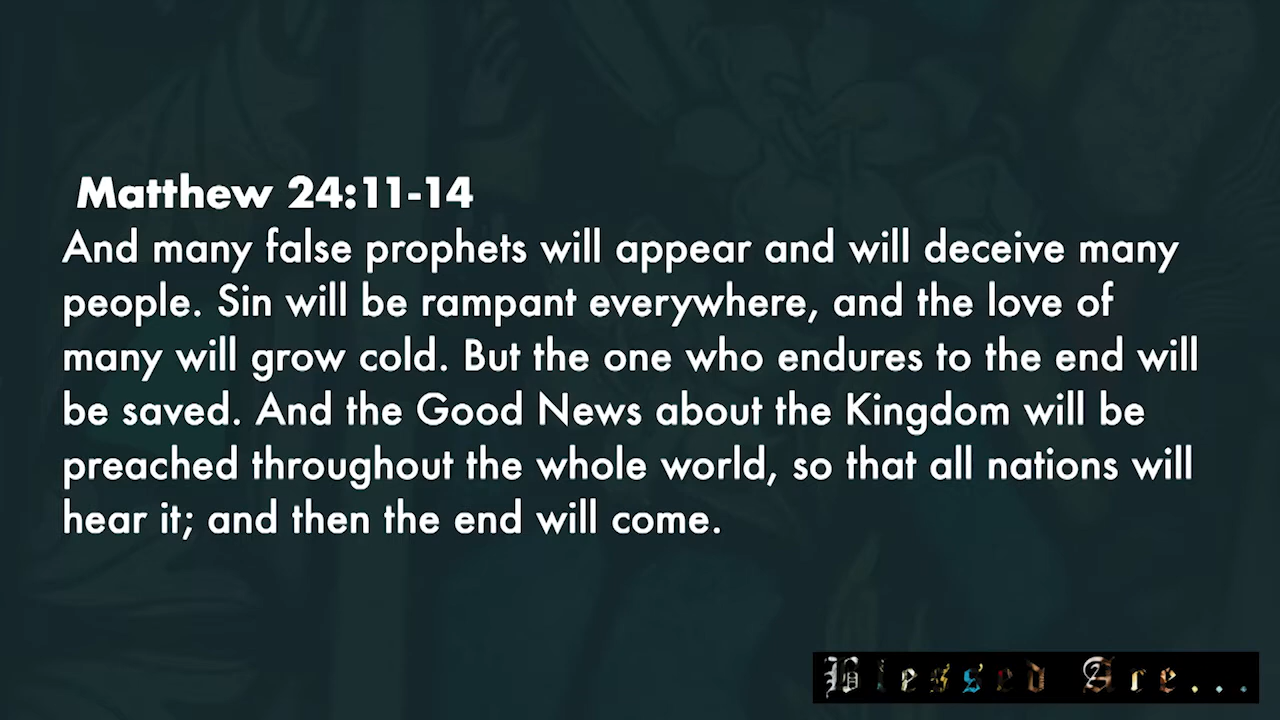 Matthew 24:11-14
And many false prophets will appear and will deceive many
people. Sin will be rampant everywhere, and the love of
many will grow cold. But the one who endures to the end will
be saved. And the Good News about the Kingdom will be
preached throughout the whole world, so that all nations will
hear it; and then the end will come.
Blessed Are...